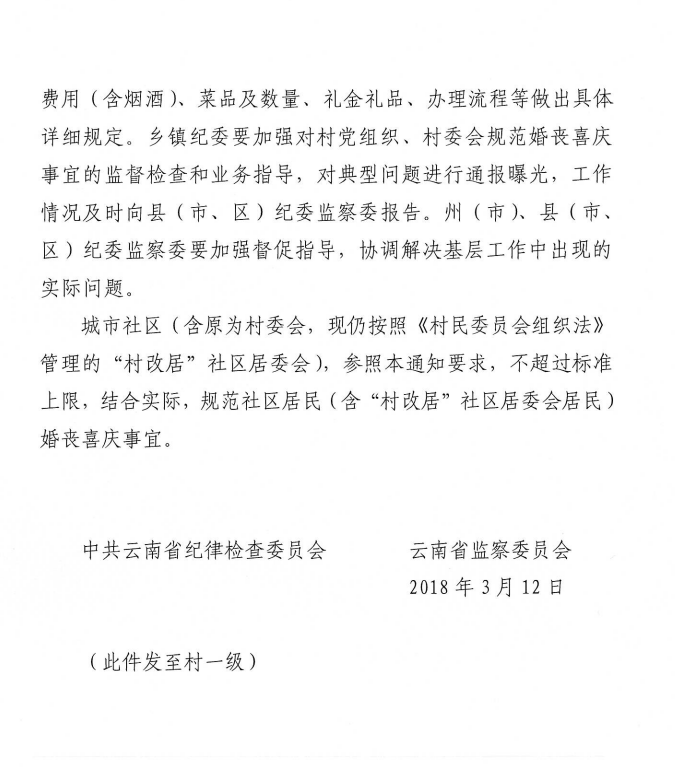 费用（含烟酒）、菜品及数量、礼金礼品、办理流程等做出具体
详细规定。乡镇纪委要加强对村党组织、村委会规范婚丧喜庆
事宜的监督检查和业务指导，对典型问题进行通报曝光，工作
情况及时向县（市、区）纪委监察委报告。州（市）、县（市、
区）纪委监察委要加强督促指导，协调解决基层工作中出现的
实际问题。
城市社区（含原为村委会，现仍按照《村民委员会组织法》
管理的“村改居”社区居委会），参照本通知要求，不超过标准
上限，结合实际，规范社区居民（含“村改居”社区居委会居民）
婚丧喜庆事宜。
中共云南省纪律检查委员会 云南省监察委员会
2018 年 3 月 12 日
（此件发至村一级）